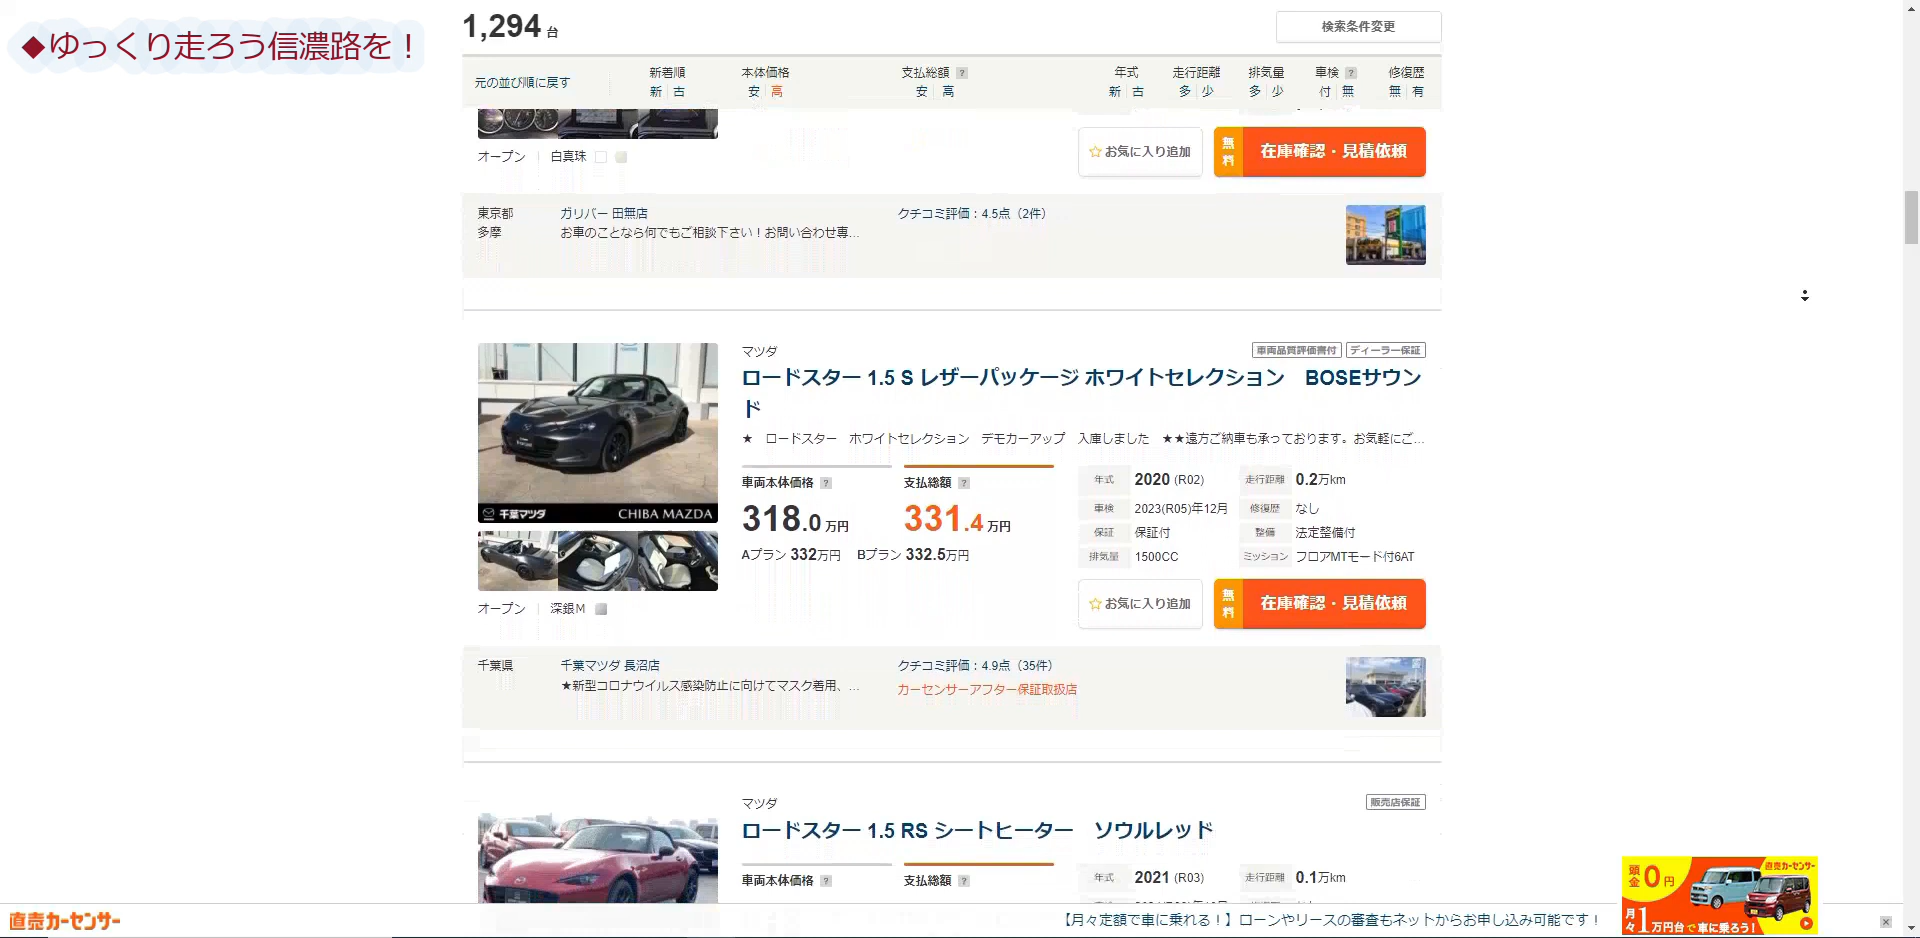 ◆ゆっくり走ろう信濃路を！
1,294 台
検索条件変更
元の並び順に戻す
新着順
新 古
本体価格
安 高
支払総額 ?
安 高
年式
新 古
走行距離
多 少
排気量
多 少
車検 ?
付 無
修復歴
無 有
オープン 白真珠
お気に入り追加
無料 在庫確認・見積依頼
東京都
多摩
ガリバー 田無店
お車のことなら何でもご相談下さい！お問い合わせ専…
クチコミ評価：4.5点（2件）
マツダ
車両品質評価書付 ディーラー保証
ロードスター 1.5 S レザーパッケージ ホワイトセレクション　BOSEサウン
ド
★　ロードスター　ホワイトセレクション　デモカーアップ　入庫しました　★★遠方ご納車も承っております。お気軽にご…
車両本体価格 ?
318.0 万円
支払総額 ?
331.4 万円
Aプラン 332万円 Bプラン 332.5万円
年式 2020 (R02) 走行距離 0.2万km
車検 2023(R05)年12月 修復歴 なし
保証 保証付 整備 法定整備付
排気量 1500CC ミッション フロアMTモード付6AT
千葉マツダ CHIBA MAZDA
オープン 深銀M
お気に入り追加
無料 在庫確認・見積依頼
千葉県
千葉マツダ 長沼店
★新型コロナウイルス感染防止に向けてマスク着用、…
クチコミ評価：4.9点（35件）
カーセンサーアフター保証取扱店
マツダ
販売店保証
ロードスター 1.5 RS シートヒーター　ソウルレッド
車両本体価格 ?
支払総額 ?
年式 2021 (R03) 走行距離 0.1万km
直売カーセンサー
【月々定額で車に乗れる！】ローンやリースの審査もネットからお申し込み可能です！
頭金0円
直売カーセンサー
月々1万円台で車に乗ろう！